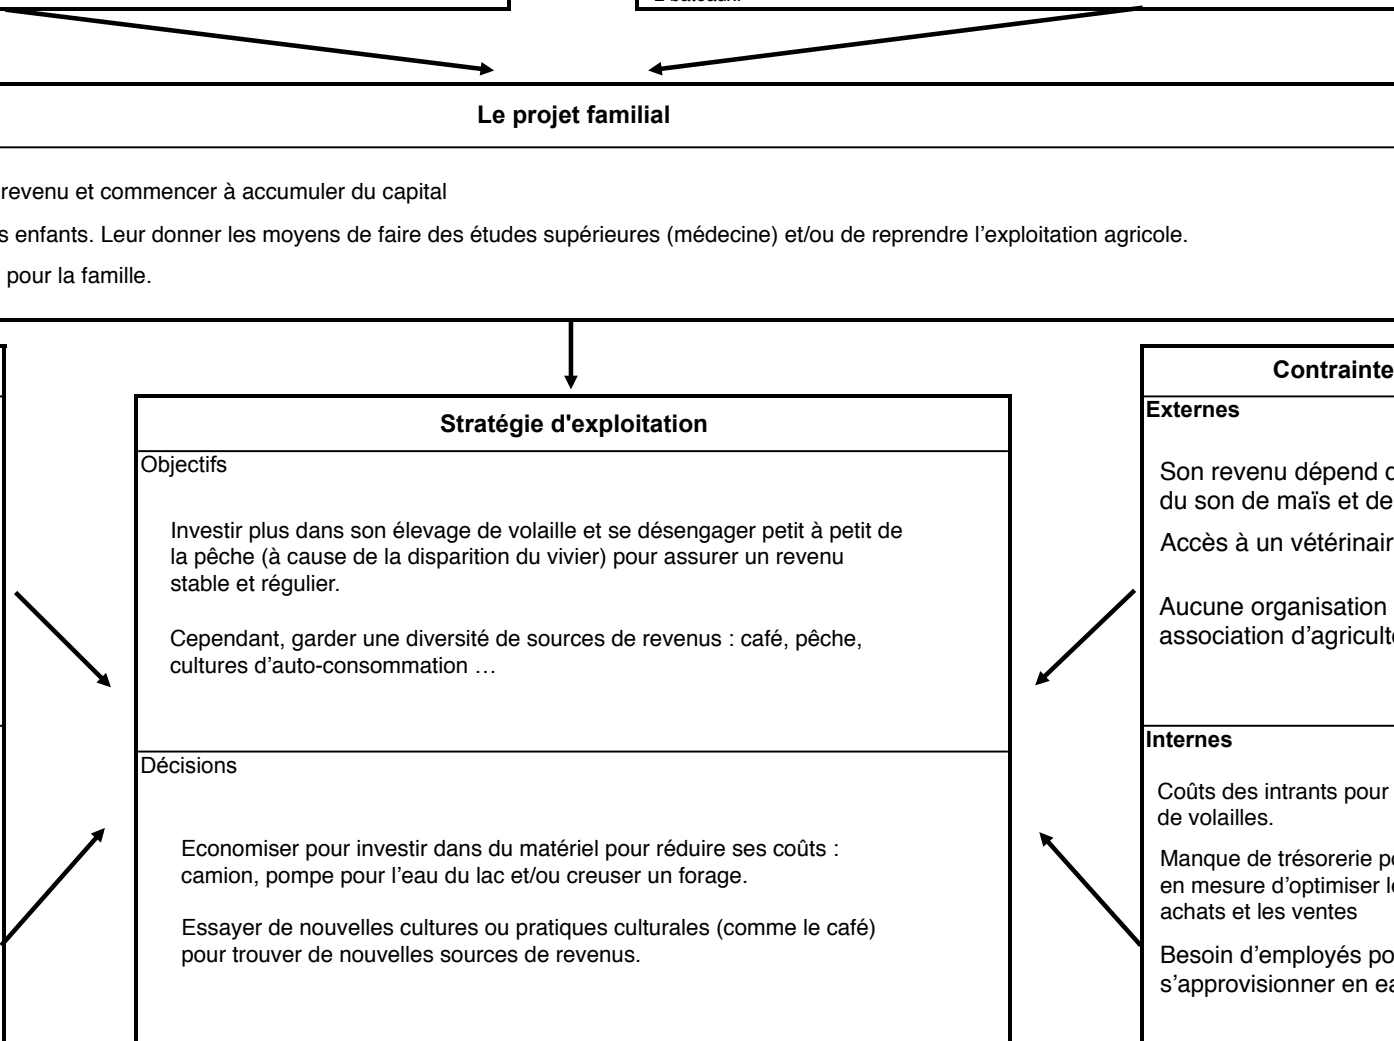 Le projet familial
revenu et commencer à accumuler du capital
s enfants. Leur donner les moyens de faire des études supérieures (médecine) et/ou de reprendre l’exploitation agricole.
pour la famille.
Stratégie d'exploitation
Objectifs
Investir plus dans son élevage de volaille et se désengager petit à petit de
la pêche (à cause de la disparition du vivier) pour assurer un revenu
stable et régulier.
Cependant, garder une diversité de sources de revenus : café, pêche,
cultures d’auto-consommation …
Décisions
Economiser pour investir dans du matériel pour réduire ses coûts :
camion, pompe pour l’eau du lac et/ou creuser un forage.
Essayer de nouvelles cultures ou pratiques culturales (comme le café)
pour trouver de nouvelles sources de revenus.
Contrainte
Externes
Son revenu dépend
du son de maïs et de
Accès à un vétérinair
Aucune organisation
association d’agricult
Internes
Coûts des intrants pour
de volailles.
Manque de trésorerie po
en mesure d’optimiser le
achats et les ventes
Besoin d’employés po
s’approvisionner en ea